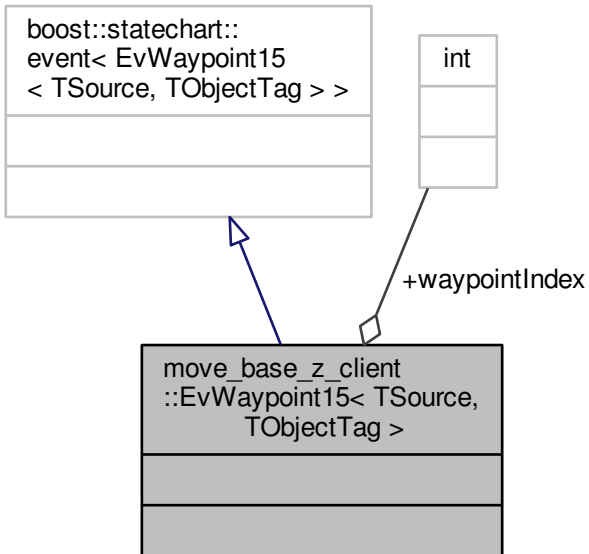 boost::statechart::
event< EvWaypoint15
< TSource, TObjectTag > >
int
+waypointIndex
move_base_z_client
::EvWaypoint15< TSource,
TObjectTag >